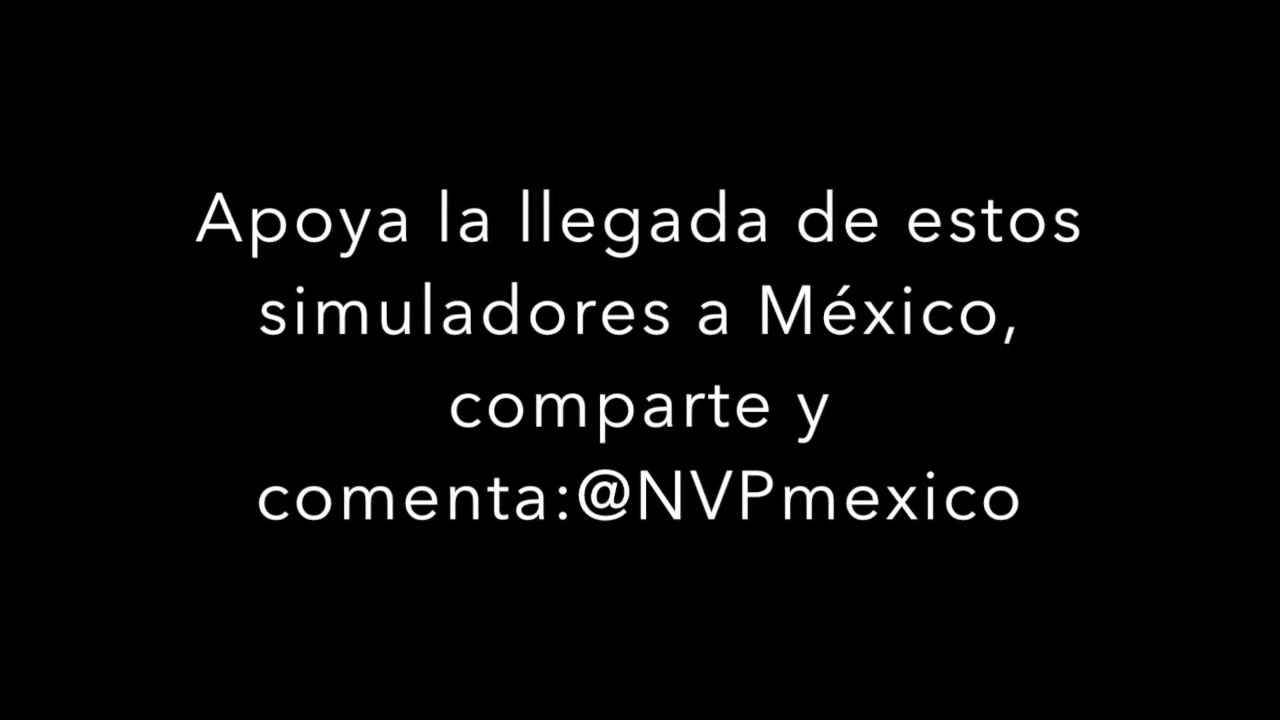 Apoya la llegada de estos
simuladores a México,
comparte y
comenta:@NVPmexico